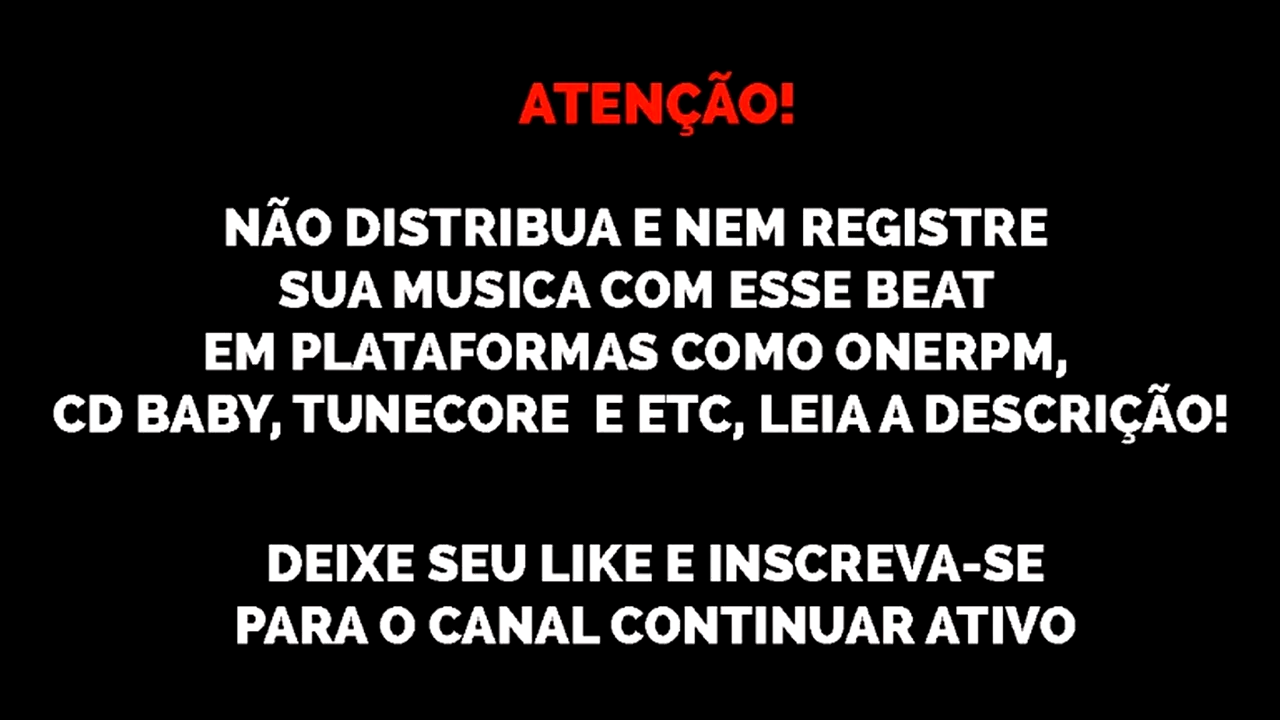 ATENÇÃO!
NÃO DISTRIBUA E NEM REGISTRE
SUA MUSICA COM ESSE BEAT
EM PLATAFORMAS COMO ONERPM,
CD BABY, TUNECORE E ETC, LEIA A DESCRIÇÃO!
DEIXE SEU LIKE E INSCREVA-SE
PARA O CANAL CONTINUAR ATIVO